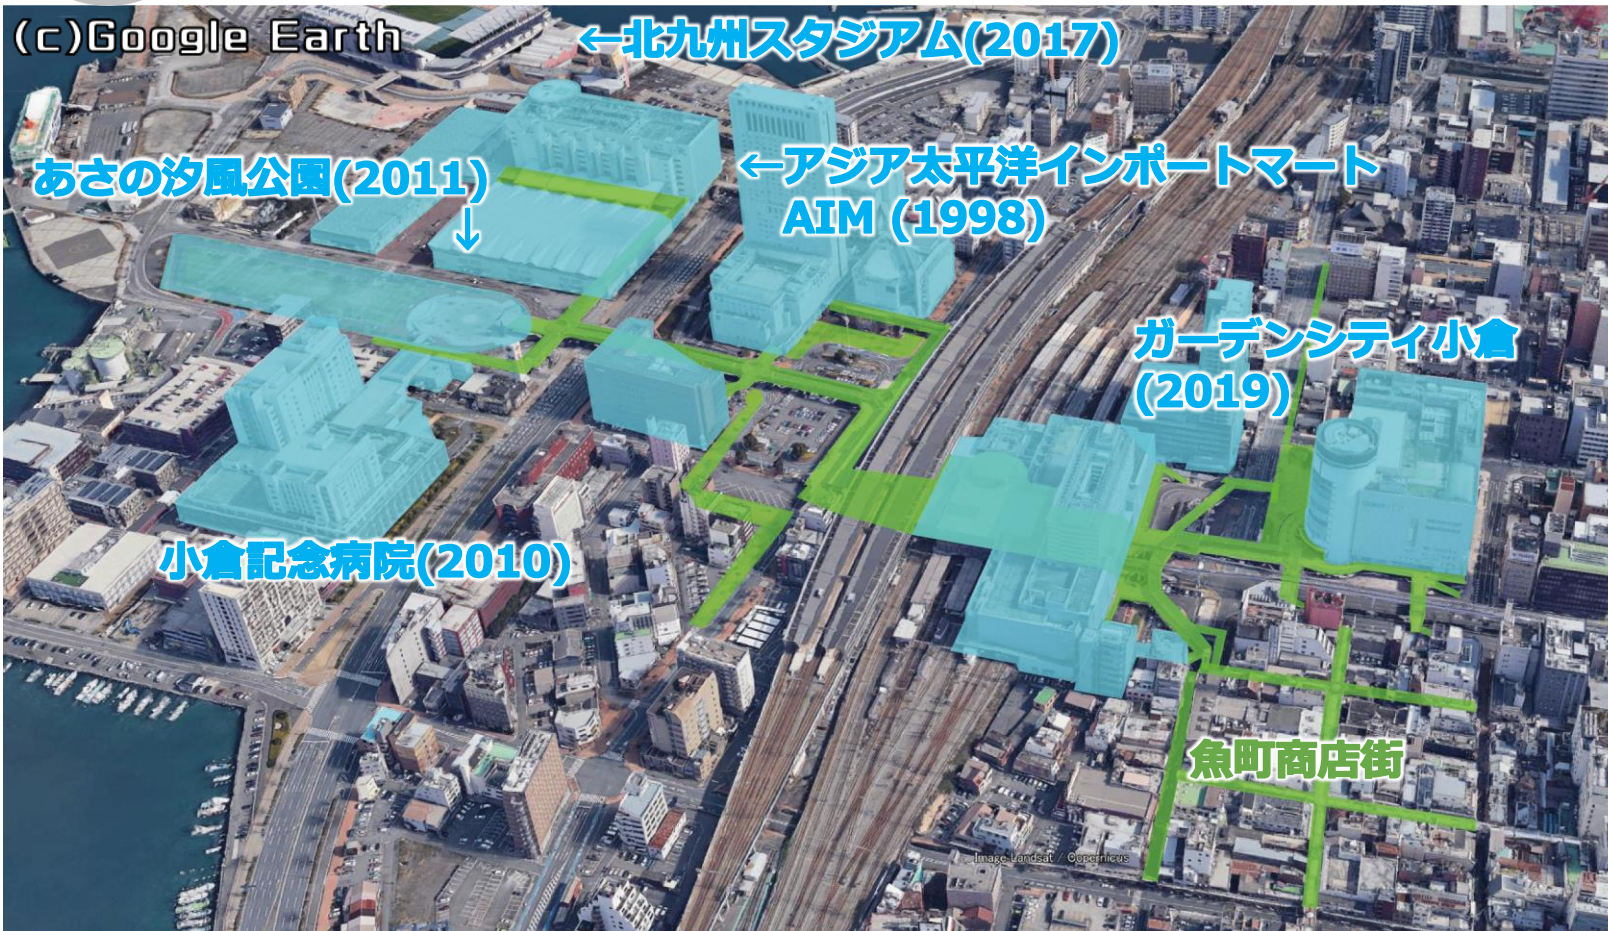 (c)Google Earth
←北九州スタジアム(2017)
あさの汐風公園(2011)
↓
←アジア太平洋インポートマート
AIM (1998)
ガーデンシティ小倉
(2019)
小倉記念病院(2010)
魚町商店街
Image Landsat / Copernicus